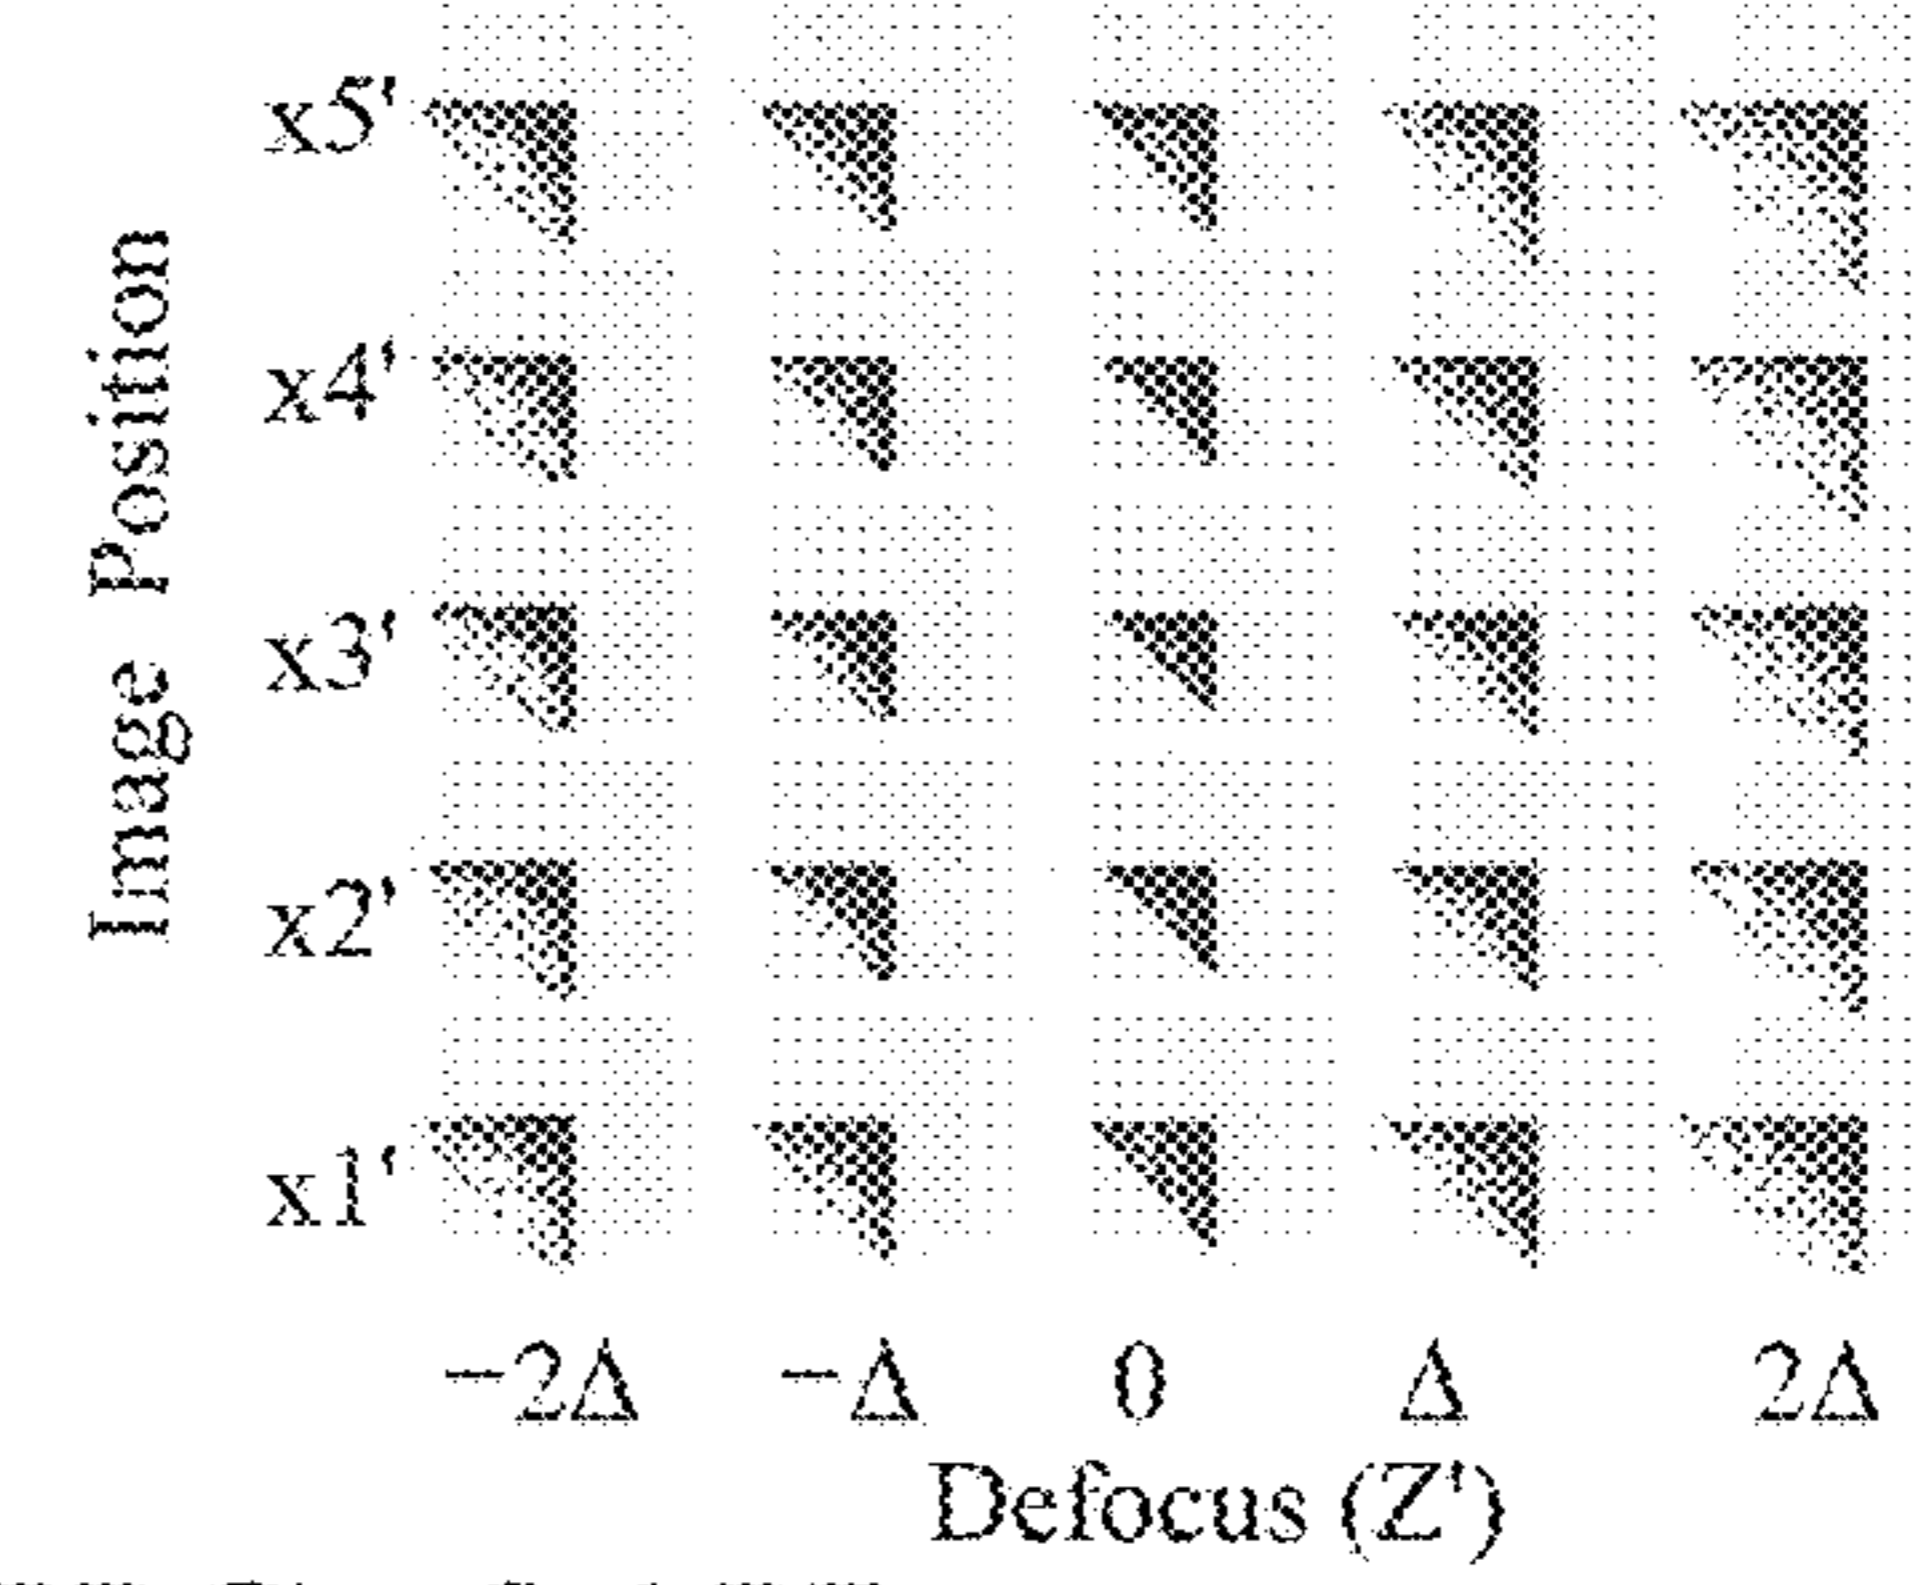 Image Position
x5'
x4'
x3'
x2'
x1'
−2Δ −Δ 0 Δ 2Δ
Defocus (Z')